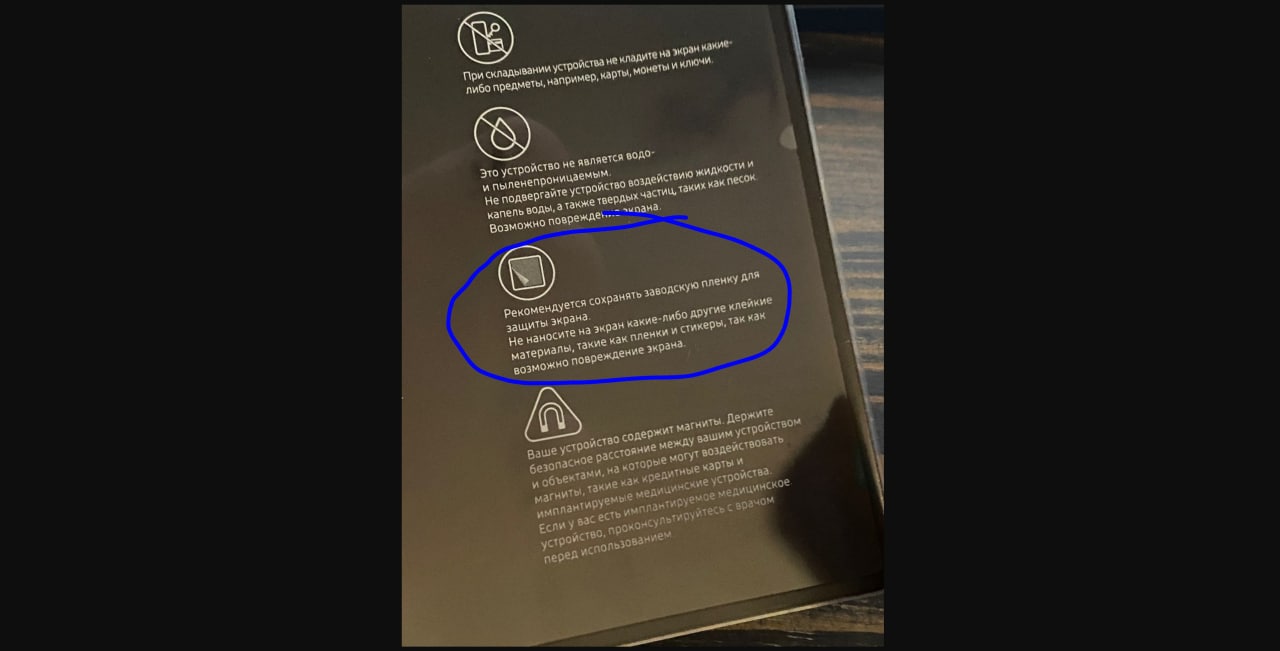 При складывании устройства не кладите на экран какие-
либо предметы, например, карты, монеты и ключи.
Это устройство не является водо-
и пыленепроницаемым.
Не подвергайте устройство воздействию жидкости и
капель воды, а также твердых частиц, таких как песок.
Возможно повреждение экрана.
Рекомендуется сохранять заводскую пленку для
защиты экрана.
Не наносите на экран какие-либо другие клейкие
материалы, такие как пленки и стикеры, так как
возможно повреждение экрана.
Ваше устройство содержит магниты. Держите
безопасное расстояние между вашим устройством
и объектами, на которые могут воздействовать
магниты, такие как кредитные карты и
имплантируемые медицинские устройства.
Если у вас есть имплантируемое медицинское
устройство, проконсультируйтесь с врачом
перед использованием.